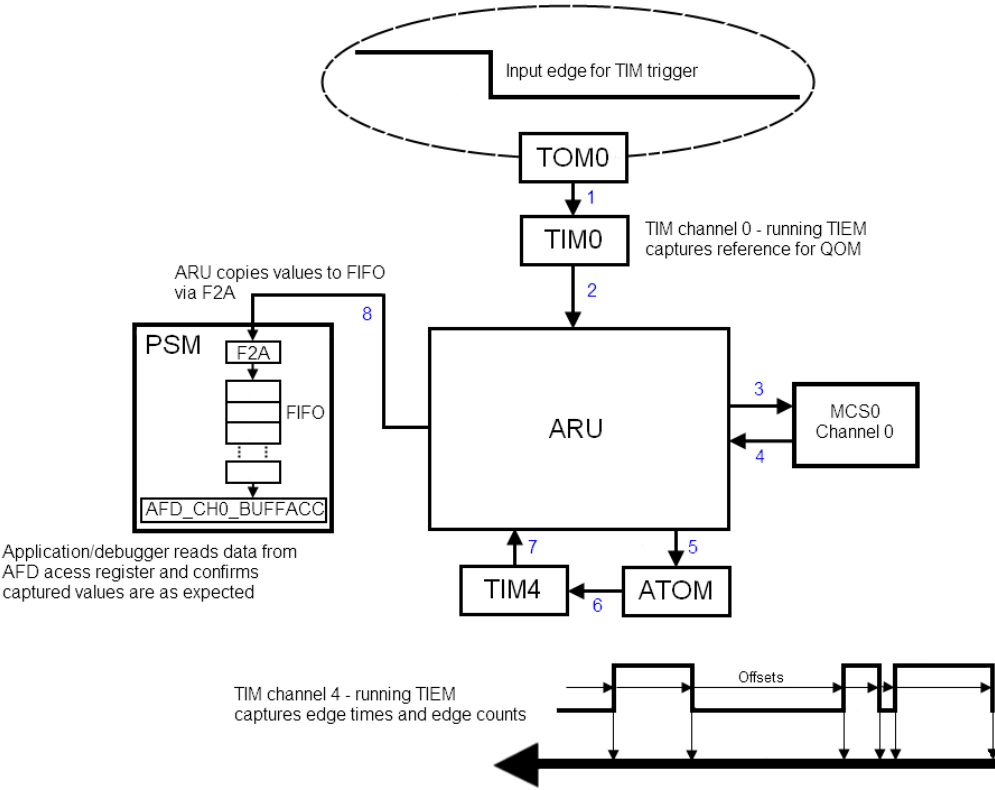 Input edge for TIM trigger
TOM0
1
TIM0
TIM channel 0 - running TIEM
captures reference for QOM
2
ARU copies values to FIFO
via F2A
8
PSM
F2A
FIFO
AFD_CH0_BUFFACC
ARU
3
MCS0
Channel 0
4
Application/debugger reads data from
AFD acess register and confirms
captured values are as expected
7
5
TIM4
6
ATOM
TIM channel 4 - running TIEM
captures edge times and edge counts
Offsets